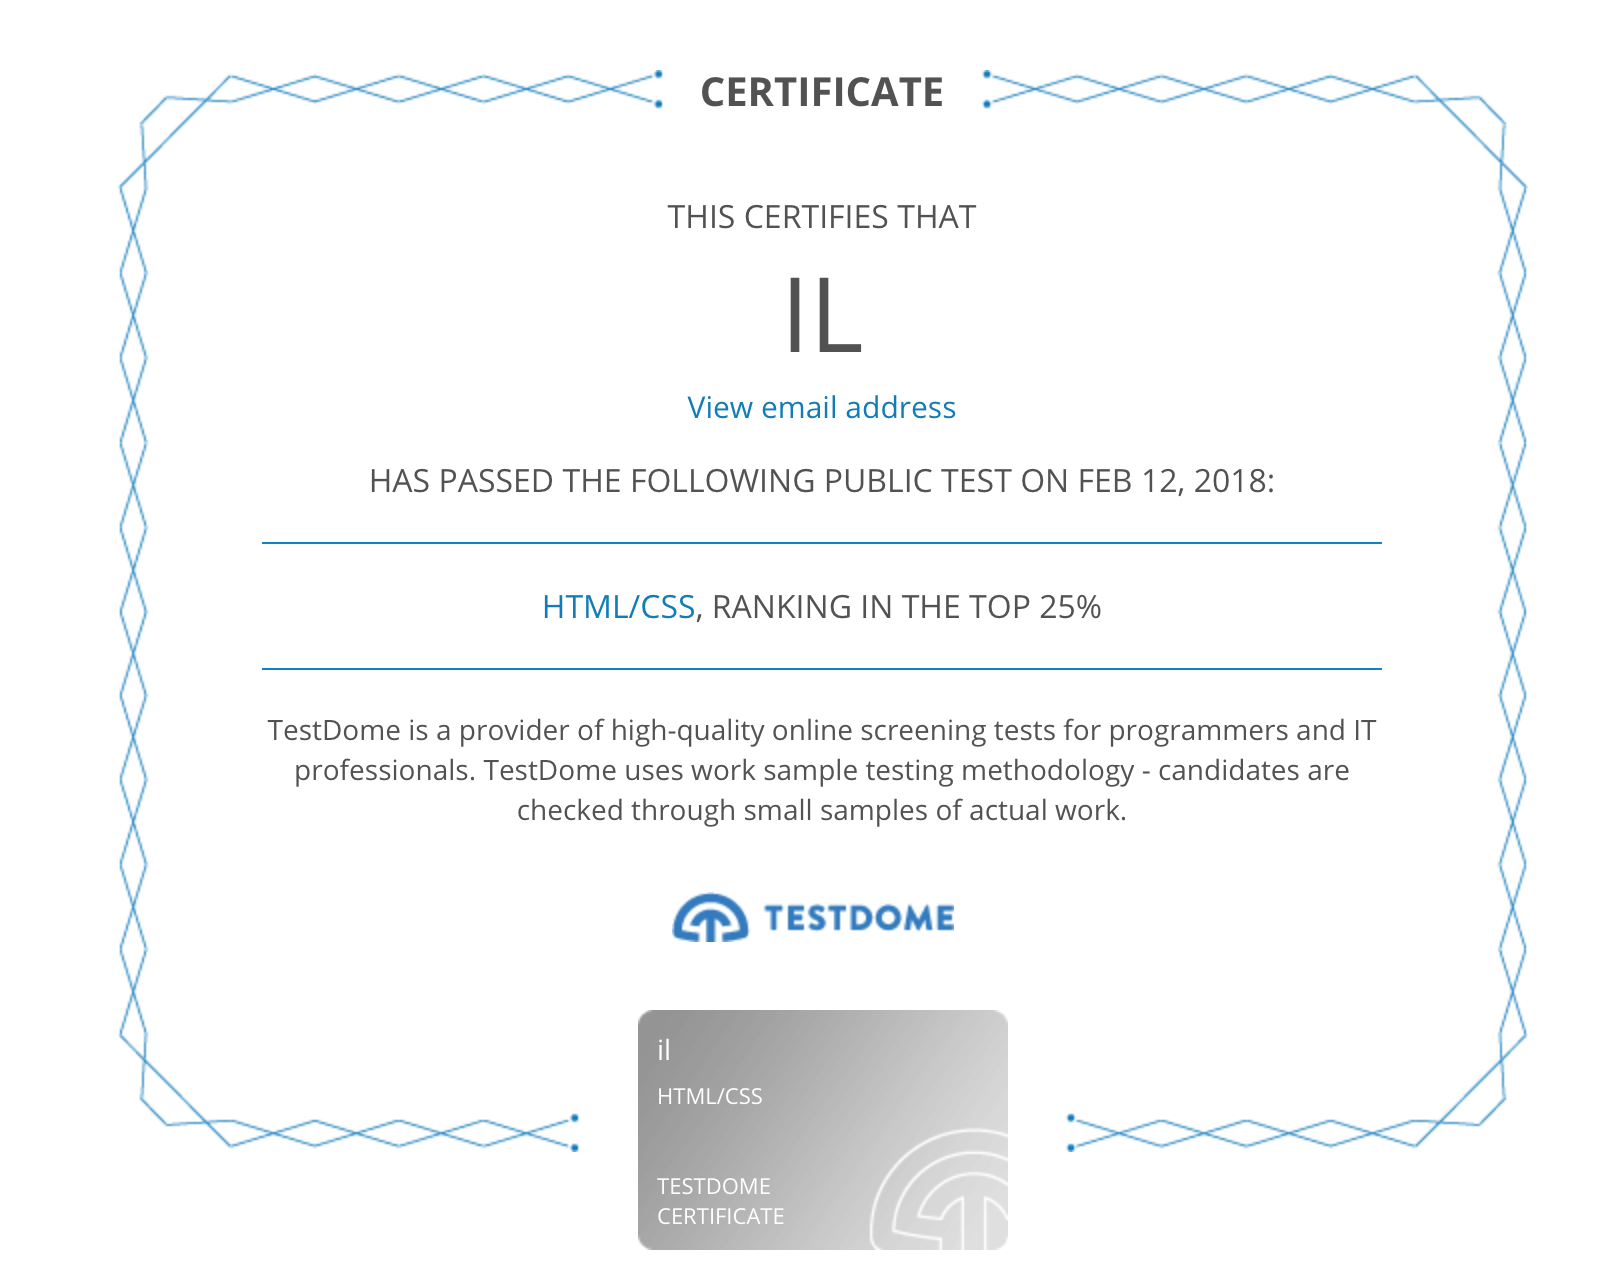 CERTIFICATE
THIS CERTIFIES THAT
IL
View email address
HAS PASSED THE FOLLOWING PUBLIC TEST ON FEB 12, 2018:
HTML/CSS, RANKING IN THE TOP 25%
TestDome is a provider of high-quality online screening tests for programmers and IT
professionals. TestDome uses work sample testing methodology - candidates are
checked through small samples of actual work.
TESTDOME
il
HTML/CSS
TESTDOME
CERTIFICATE